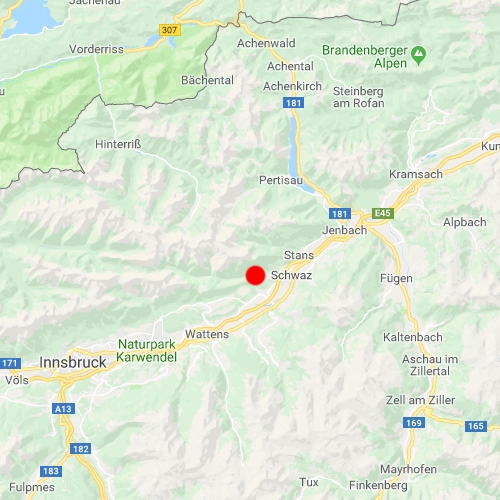 Jachenau
307
Vorderriss
Achenwald
Brandenberger
Alpen
Achental
Bächental
Achenkirch
Steinberg
am Rofan
181
Hinterriß
Kun
Kramsach
Pertisau
181
E45
Alpbach
Jenbach
Stans
Schwaz
Fügen
Wattens
Kaltenbach
Naturpark
Karwendel
171
Innsbruck
Aschau im
Zillertal
Völs
A13
Zell am Ziller
169
165
182
183
Mayrhofen
Fulpmes
Tux
Finkenberg